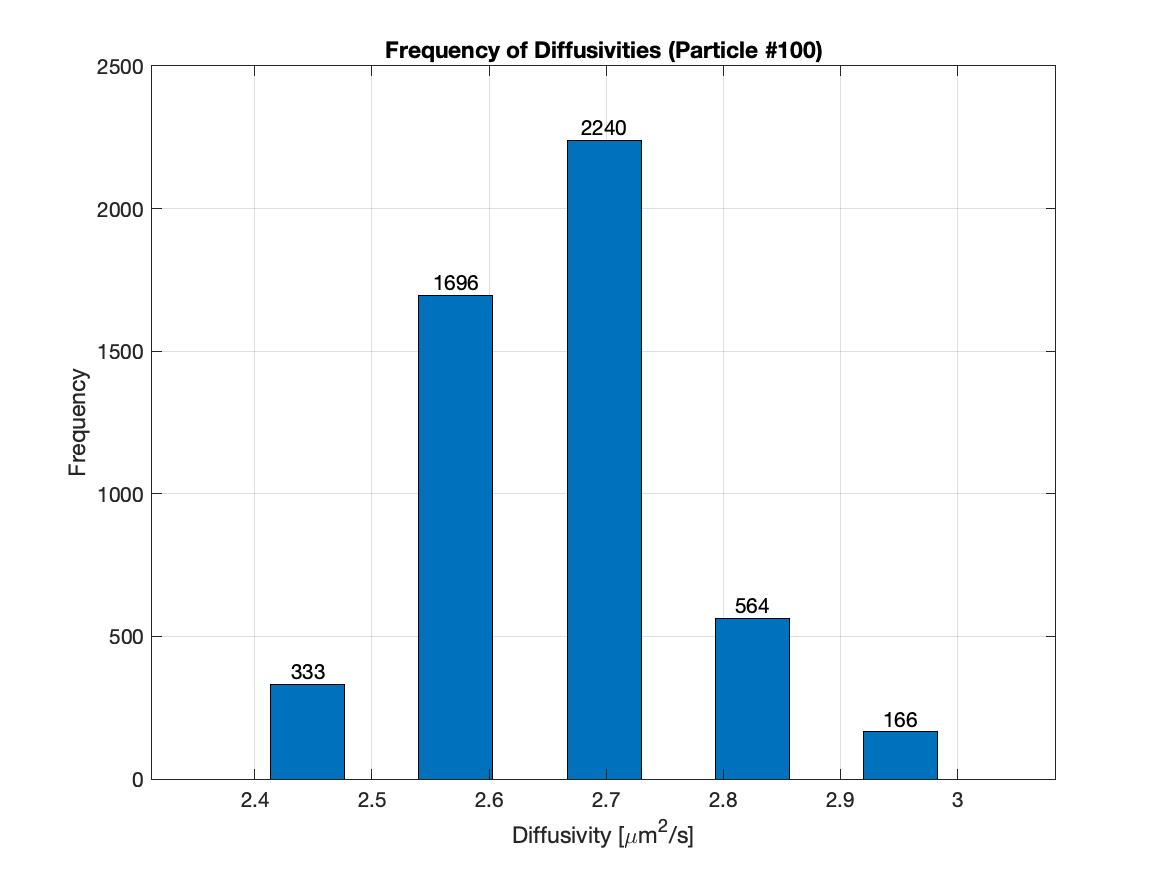 Frequency of Diffusivities (Particle #100)
2500
2000
1500
1000
500
0
Frequency
333
1696
2240
564
166
2.4 2.5 2.6 2.7 2.8 2.9 3
Diffusivity [μm²/s]